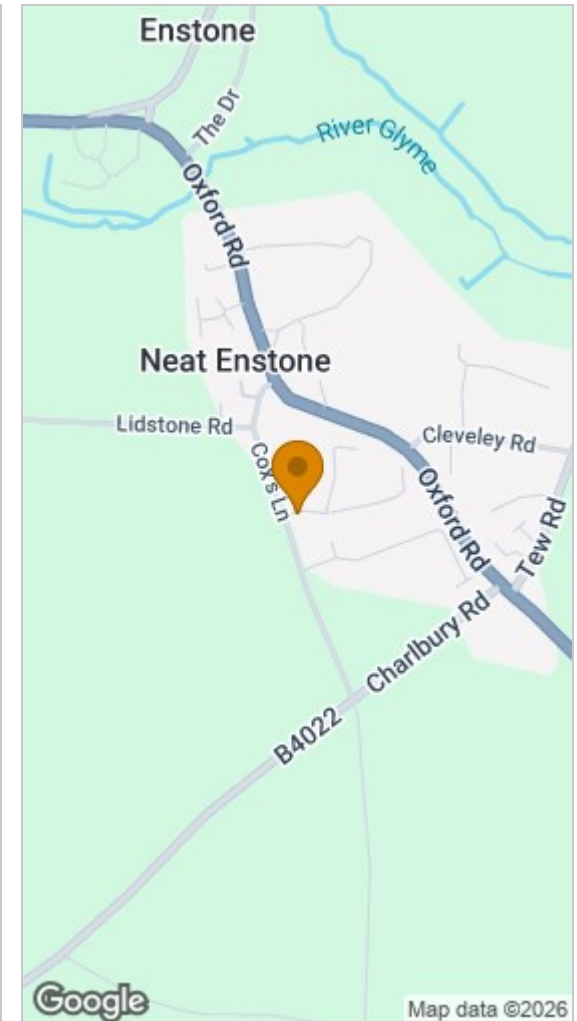 Enstone
The Dr
River Glyme
Oxford Rd
Neat Enstone
Lidstone Rd
Cox's Ln
Cleveley Rd
Oxford Rd
Tew Rd
Charlbury Rd
B4022
Google
Map data ©2026